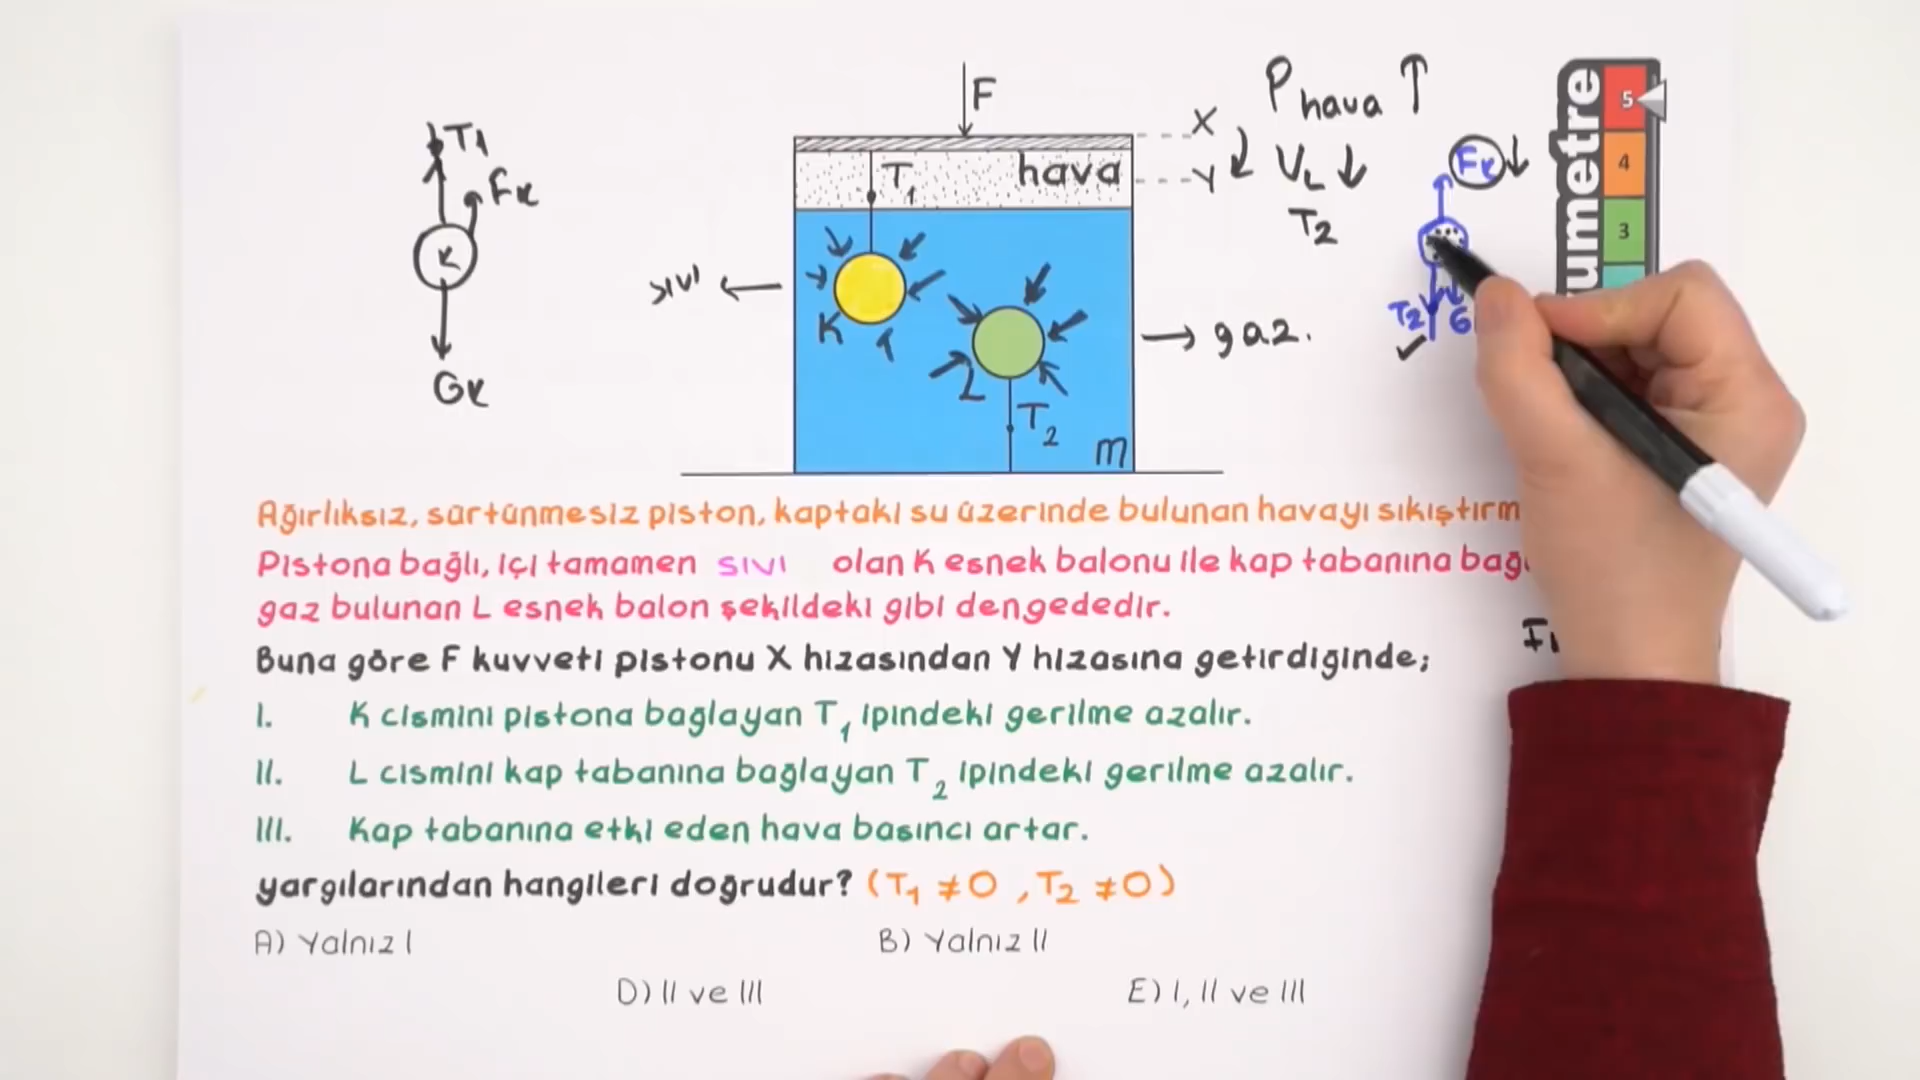 F
T1
FK
K
GK
hava
T1
K
1
L
T2
m
sıvı
gaz.
X
Y
Phava ↑
VL ↓
T2
FK ↓
T2
G
umetre
5
4
3
Ağırlıksız, sürtünmesiz piston, kaptaki su üzerinde bulunan havayı sıkıştırm
Pistona bağlı, içi tamamen sıvı olan K esnek balonu ile kap tabanına bağ
gaz bulunan L esnek balon şekildeki gibi dengededir.
Buna göre F kuvveti pistonu X hizasından Y hizasına getirdiğinde;
I. K cismini pistona bağlayan T1 ipindeki gerilme azalır.
II. L cismini kap tabanına bağlayan T2 ipindeki gerilme azalır.
III. Kap tabanına etki eden hava basıncı artar.
yargılarından hangileri doğrudur? (T1 ≠ 0 , T2 ≠ 0)
A) Yalnız I
B) Yalnız II
D) II ve III
E) I, II ve III